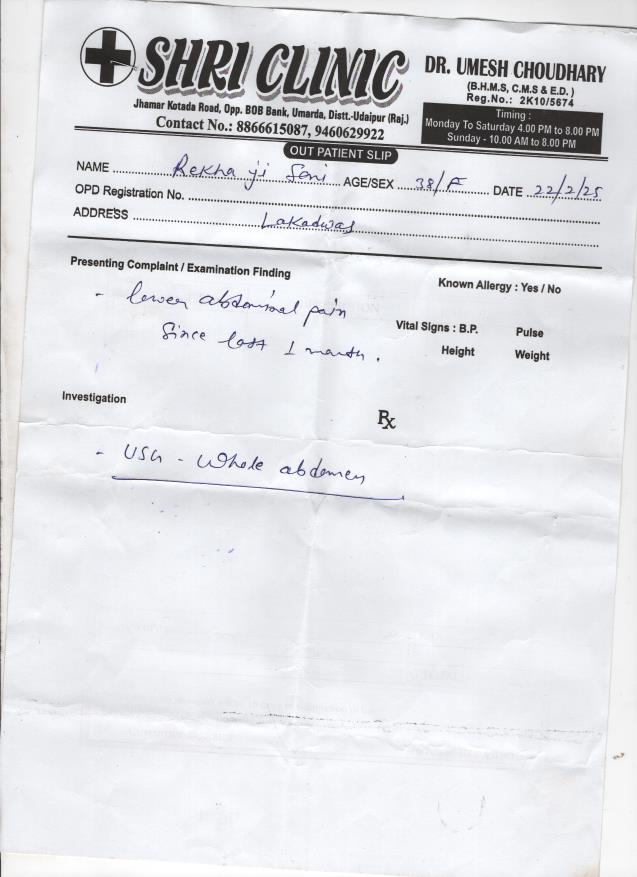 SHRI CLINIC
Jhamar Kotada Road, Opp. BOB Bank, Umarda, Distt.-Udaipur (Raj.)
Contact No.: 8866615087, 9460629922
DR. UMESH CHOUDHARY
(B.H.M.S, C.M.S & E.D.)
Reg.No.: 2K10/5674
Timing :
Monday To Saturday 4.00 PM to 8.00 PM
Sunday - 10.00 AM to 8.00 PM
OUT PATIENT SLIP
NAME Rekha ji Soni AGE/SEX 38/F DATE 22/2/25
OPD Registration No.
ADDRESS Lakadwas
Presenting Complaint / Examination Finding
Known Allergy : Yes / No
- lower abdominal pain
Since last 1 month.
Vital Signs : B.P. Pulse
Height Weight
Investigation
Rx
- USG - Whole abdomen